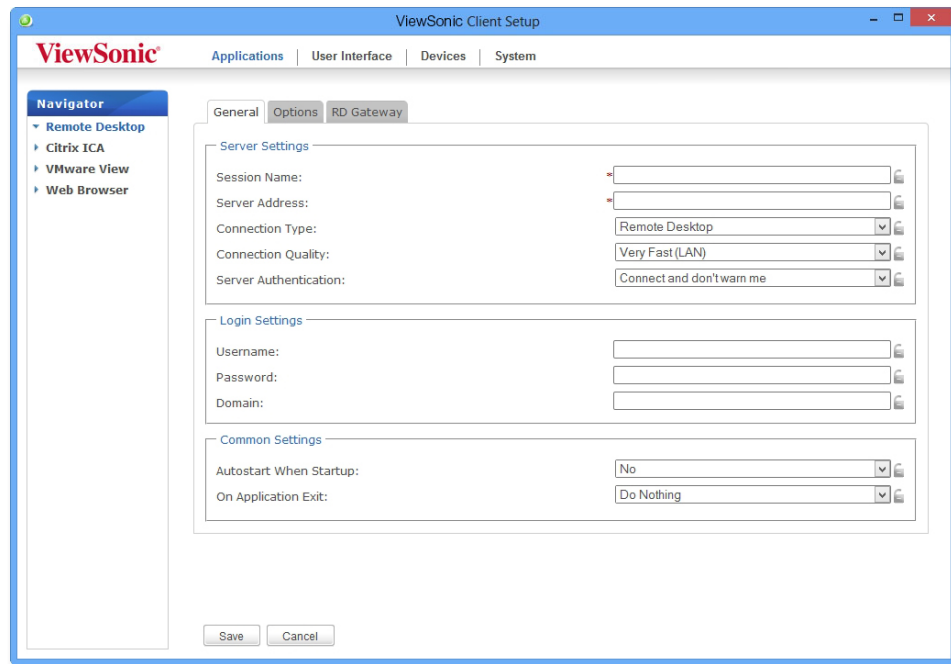 ViewSonic Client Setup
ViewSonic®
Applications | User Interface | Devices | System
Navigator
Remote Desktop
Citrix ICA
VMware View
Web Browser
General Options RD Gateway
Server Settings
Session Name: *
Server Address: *
Connection Type: Remote Desktop
Connection Quality: Very Fast (LAN)
Server Authentication: Connect and don't warn me
Login Settings
Username:
Password:
Domain:
Common Settings
Autostart When Startup: No
On Application Exit: Do Nothing
Save Cancel